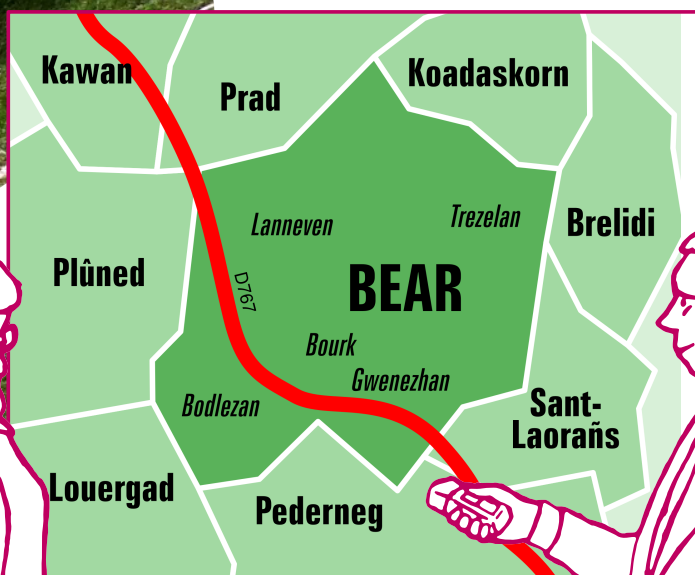 Kawan
Prad
Koadaskorn
Lanneven
Trezelan
Brelidi
Plûned
D767
BEAR
Bourk
Gwenezhan
Bodlezan
Sant-
Laorañs
Louergad
Pederneg